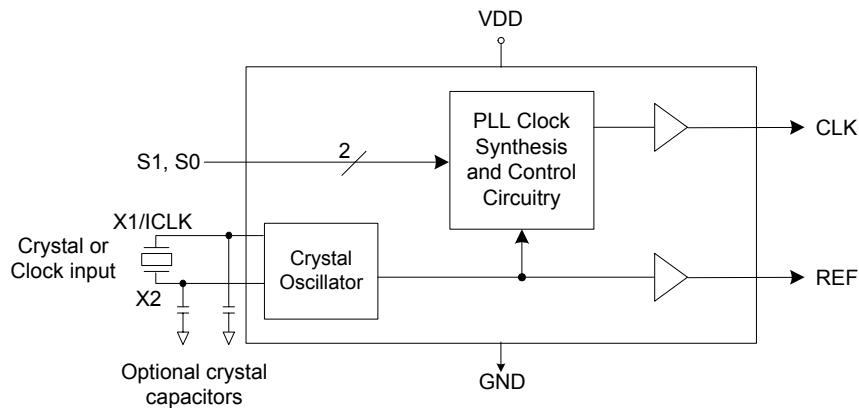 VDD
PLL Clock
Synthesis
and Control
Circuitry
CLK
S1, S0
2
X1/ICLK
Crystal or
Clock input
X2
Crystal
Oscillator
REF
Optional crystal
capacitors
GND